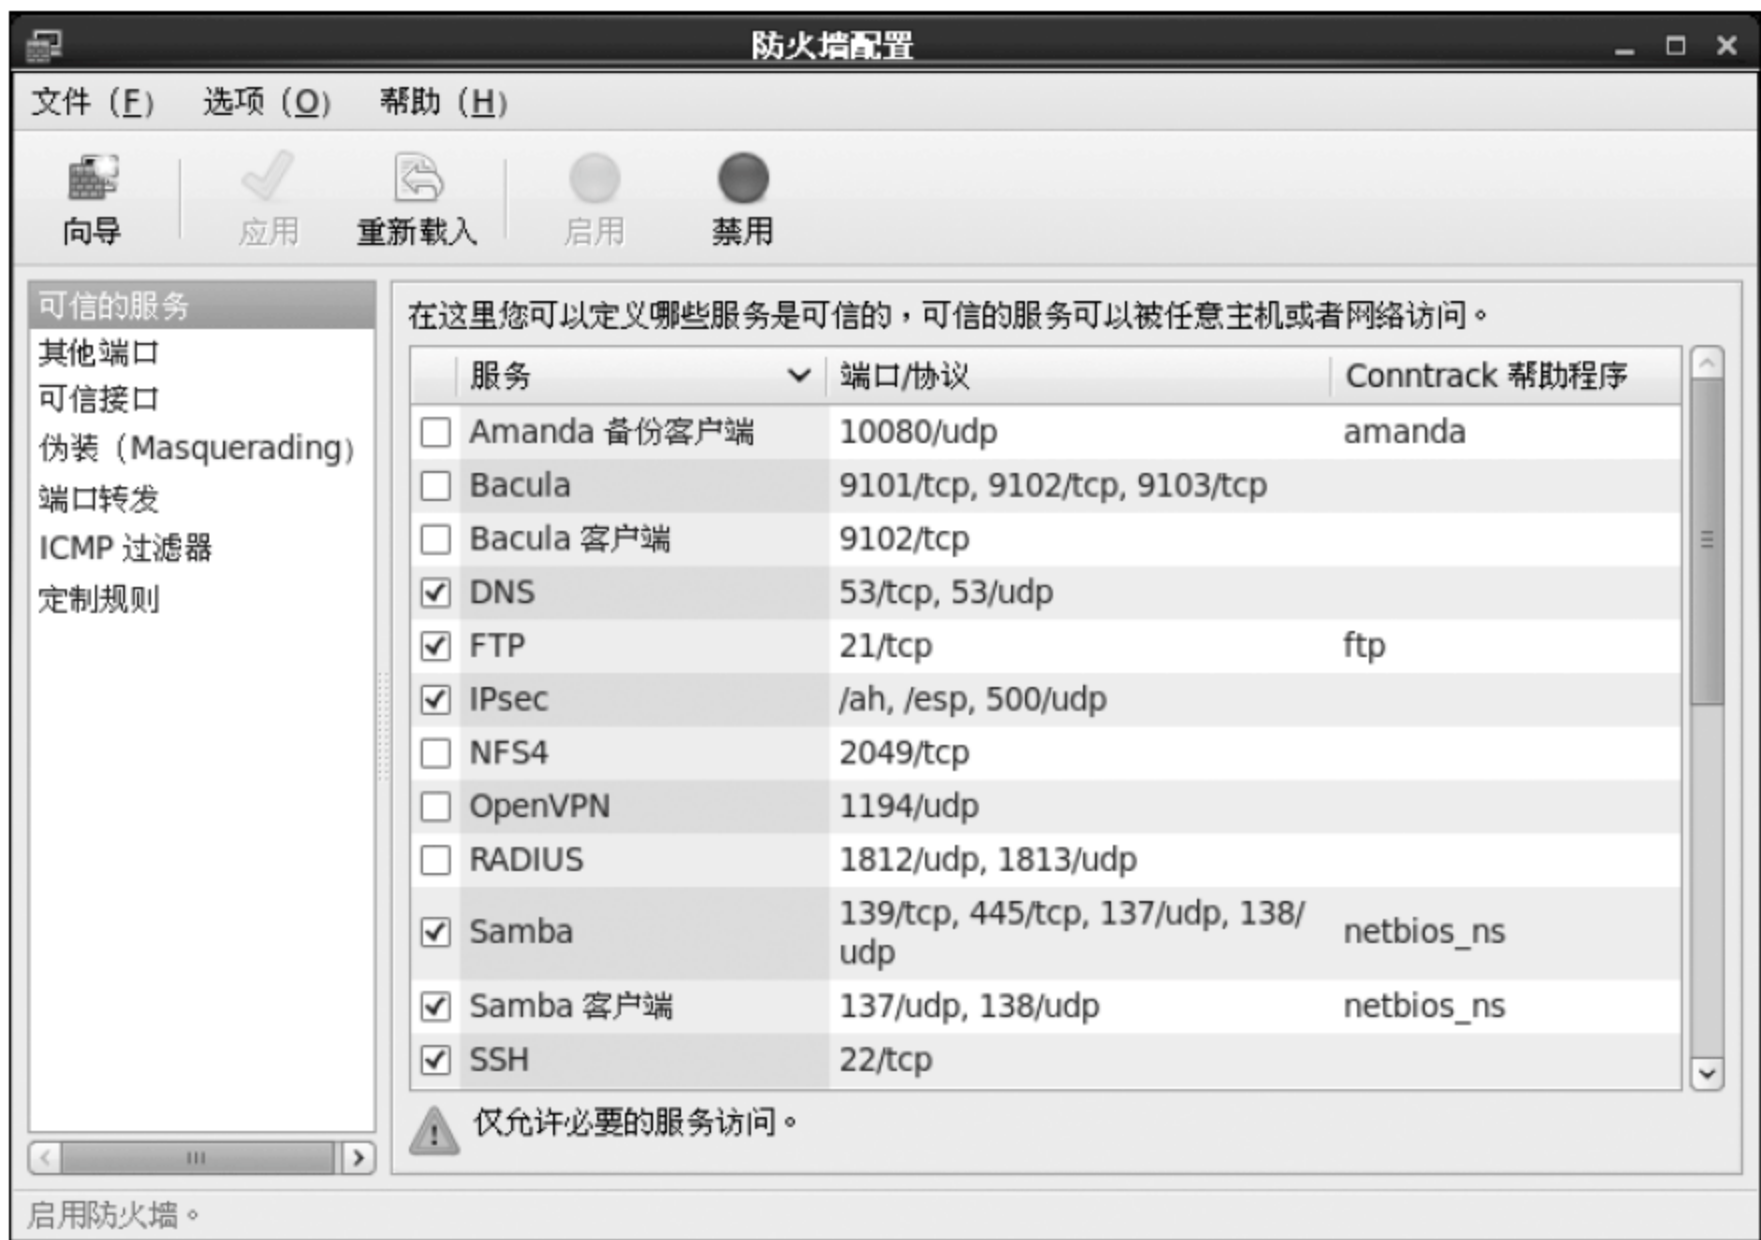 防火墙配置
文件（F） 选项（O） 帮助（H）
向导 应用 重新载入 启用 禁用
可信的服务
其他端口
可信接口
伪装（Masquerading）
端口转发
ICMP 过滤器
定制规则
在这里您可以定义哪些服务是可信的，可信的服务可以被任意主机或者网络访问。
服务 端口/协议 Conntrack 帮助程序
Amanda 备份客户端 10080/udp amanda
Bacula 9101/tcp, 9102/tcp, 9103/tcp
Bacula 客户端 9102/tcp
DNS 53/tcp, 53/udp
FTP 21/tcp ftp
IPsec /ah, /esp, 500/udp
NFS4 2049/tcp
OpenVPN 1194/udp
RADIUS 1812/udp, 1813/udp
Samba 139/tcp, 445/tcp, 137/udp, 138/
udp netbios_ns
Samba 客户端 137/udp, 138/udp netbios_ns
SSH 22/tcp
仅允许必要的服务访问。
启用防火墙。